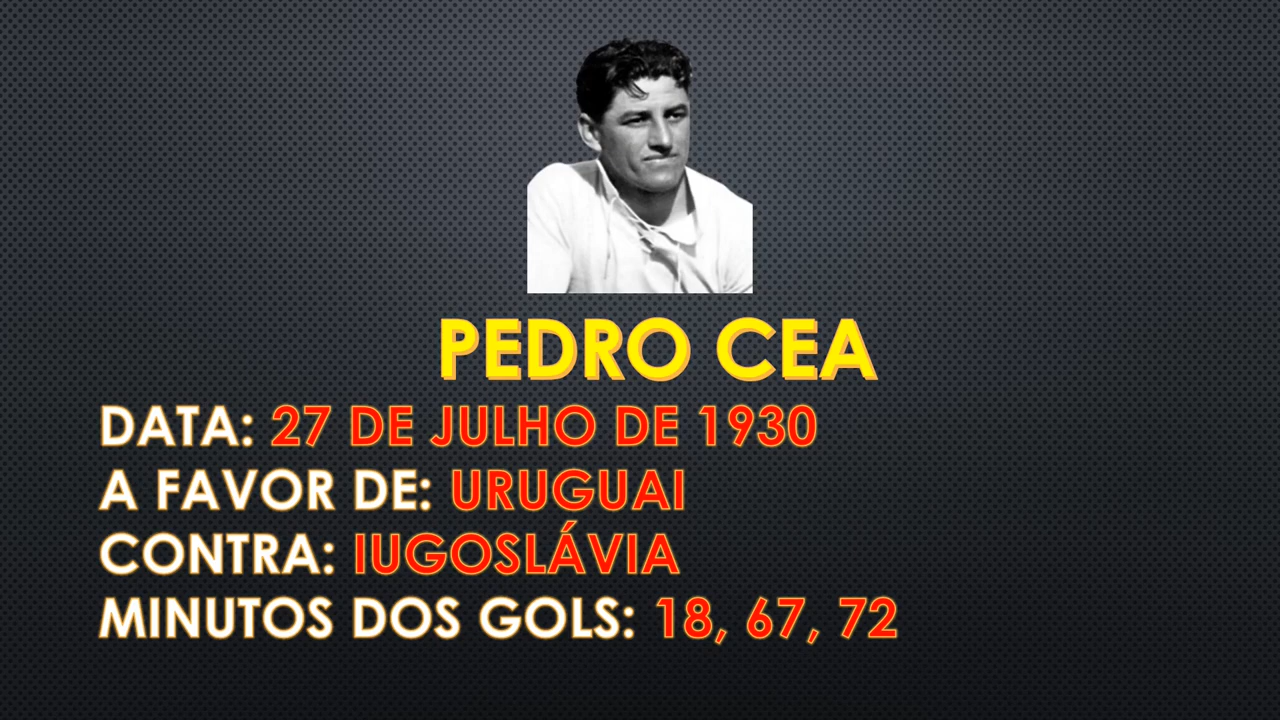 PEDRO CEA
DATA: 27 DE JULHO DE 1930
A FAVOR DE: URUGUAI
CONTRA: IUGOSLÁVIA
MINUTOS DOS GOLS: 18, 67, 72